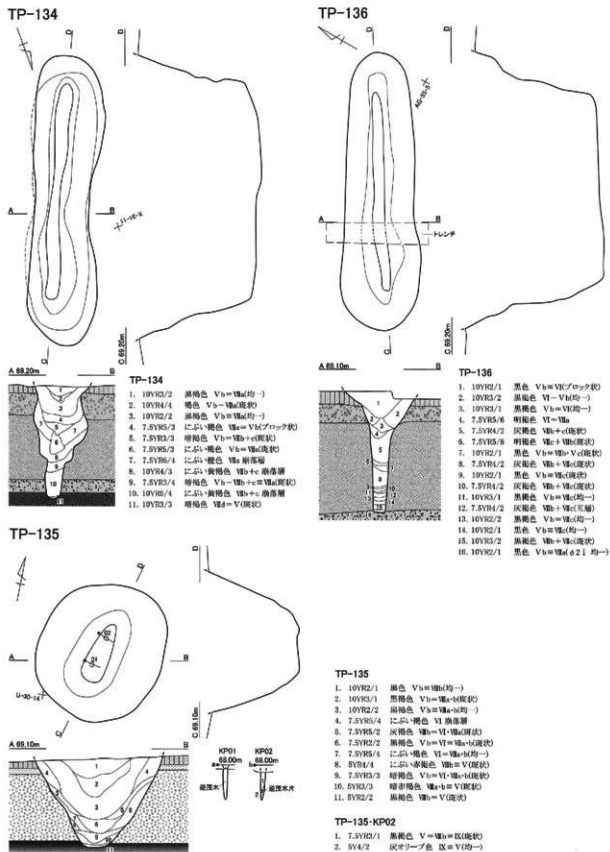 TP-134
TP-136
A
B
A
B
トレンチ
C 69.20m
C 69.20m
A 69.20m
B
TP-134
1. 10YR3/2 黒褐色 Vb≡Ⅷa(均一)
2. 10YR4/4 褐色 Vb−Ⅷa(斑状)
3. 10YR2/2 黒褐色 Vb≡Ⅷa(均一)
4. 7.5YR5/3 にぶい褐色 Ⅷa=Vb(ブロック状)
5. 7.5YR3/3 暗褐色 Vb=Ⅷb+c(斑状)
6. 7.5YR5/3 にぶい褐色 Vb=Ⅷa(斑状)
7. 7.5YR6/4 にぶい橙色 Ⅷa 崩落層
8. 10YR4/3 にぶい黄褐色 Ⅷb+c 崩落層
9. 7.5YR3/4 暗褐色 Vb−Ⅷb+c≡Ⅷa(斑状)
10. 10YR5/4 にぶい黄褐色 Ⅷb+c 崩落層
11. 10YR3/3 暗褐色 Ⅷd=V(斑状)
A 69.10m
B
TP-136
1. 10YR2/1 黒色 Vb≡Ⅵ(ブロック状)
2. 10YR3/2 黒褐色 Ⅵ−Vb(均一)
3. 10YR3/1 黒褐色 Vb=Ⅵ(均一)
4. 7.5YR5/6 明褐色 Ⅵ=Ⅷa
5. 7.5YR4/2 灰褐色 Ⅷb+c(斑状)
6. 7.5YR5/8 明褐色 Ⅷc+Ⅷb(斑状)
7. 10YR2/1 黒色 Vb=Ⅷb・Ⅴc(斑状)
8. 7.5YR4/2 灰褐色 Ⅷb+Ⅷc(斑状)
9. 10YR2/1 黒色 Vb≡Ⅷc(斑状)
10. 7.5YR4/2 灰褐色 Ⅷb+Ⅷc(斑状)
11. 10YR3/1 黒褐色 Vb=Ⅷc(均一)
12. 7.5YR4/2 灰褐色 Ⅷb+Ⅷc(互層)
13. 10YR2/2 黒褐色 Vb=Ⅷc(均一)
14. 10YR2/1 黒色 Vb≡Ⅷc(均一)
15. 10YR3/2 黒褐色 Vb+Ⅷc(斑状)
16. 10YR2/1 黒色 Vb≡Ⅷa(φ2↓ 均一)
TP-135
A
B
C 69.10m
A 69.10m
B
KP01
68.00m
KP02
68.00m
TP-135
1. 10YR2/1 黒色 Vb≡Ⅷb(均一)
2. 10YR3/1 黒褐色 Vb=Ⅷa・b(斑状)
3. 10YR2/2 黒褐色 Vb≡Ⅷa・b(均一)
4. 7.5YR5/4 にぶい褐色 Ⅵ 崩落層
5. 7.5YR5/2 灰褐色 Ⅷb=Ⅵ・Ⅷa(斑状)
6. 7.5YR2/2 黒褐色 Vb=Ⅵ=Ⅷa・b(斑状)
7. 7.5YR5/4 にぶい褐色 Ⅵ=Ⅷa・b(均一)
8. 5YR4/4 にぶい赤褐色 Ⅷb≡V(斑状)
9. 7.5YR3/3 暗褐色 Vb=Ⅵ・Ⅷa・b(斑状)
10. 5YR3/3 暗赤褐色 Ⅷa・b≡V(斑状)
11. 5YR2/2 黒褐色 Ⅷb=V(斑状)
TP-135・KP02
1. 7.5YR3/1 黒褐色 V=Ⅷb=Ⅸ(斑状)
2. 5Y4/2 灰オリーブ色 Ⅸ≡V(均一)